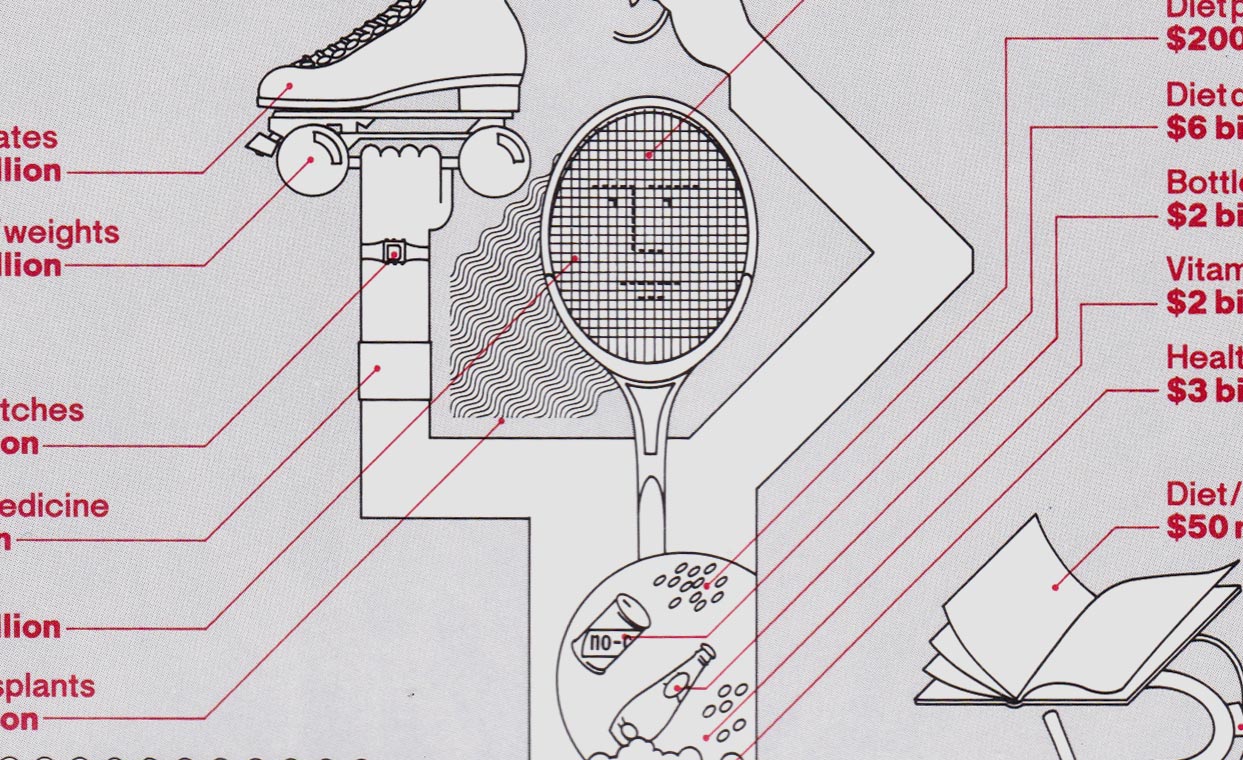 ates
llion
weights
llion
tches
on
edicine
n
llion
splants
on
no-
Diet p
$200
Diet d
$6 bi
Bottle
$2 bi
Vitam
$2 bi
Healt
$3 bi
Diet/
$50 m